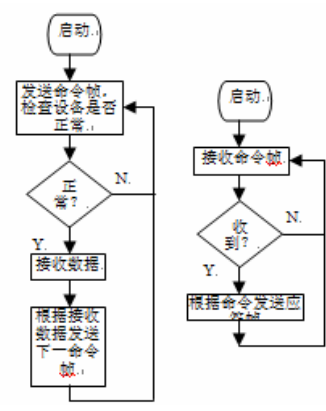 启动.
发送命令帧,
检查设备是否
正常.
正
常?.
N.
Y.
接收数据.
根据接收
数据发送
下一命令
帧.
启动.
接收命令帧.
收
到?.
N.
Y.
根据命令发送应
答帧